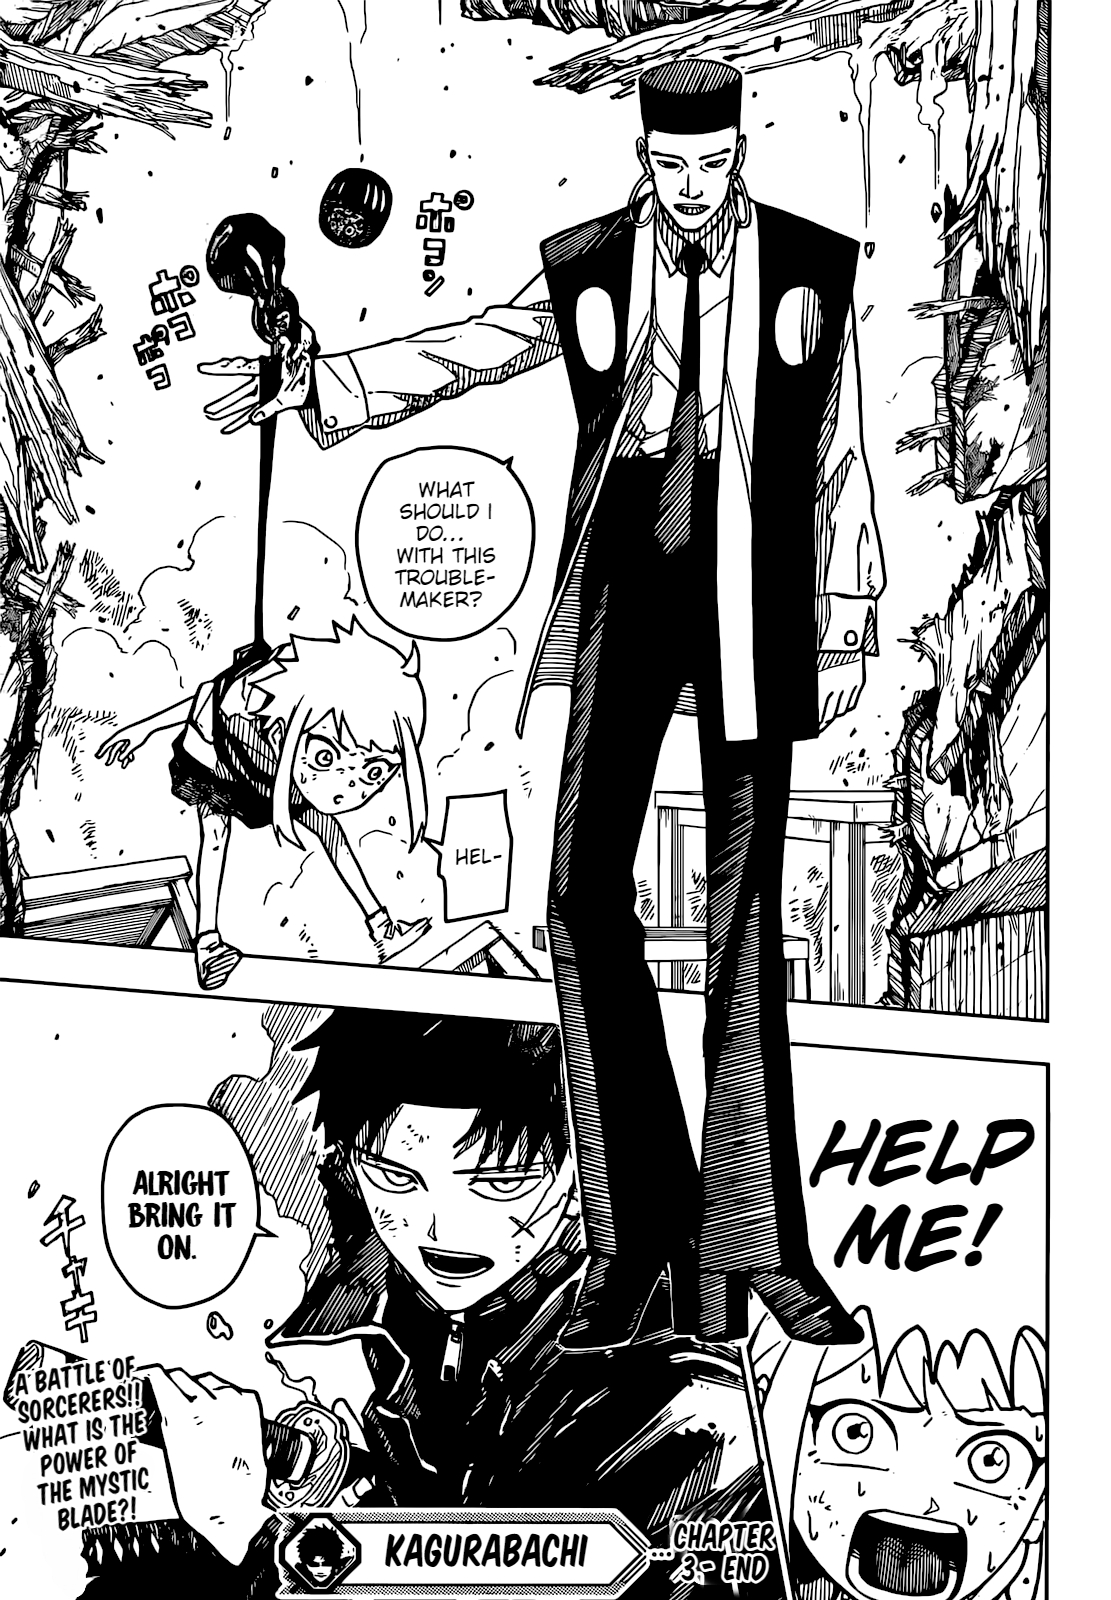 ポヨン
ポコ
ポコ
WHAT
SHOULD I
DO...
WITH THIS
TROUBLE-
MAKER?
HEL-
HELP
ME!
ALRIGHT
BRING IT
ON.
チャキ
A BATTLE OF
SORCERERS!!
WHAT IS THE
POWER OF
THE MYSTIC
BLADE?!
KAGURABACHI
....CHAPTER
3 - END